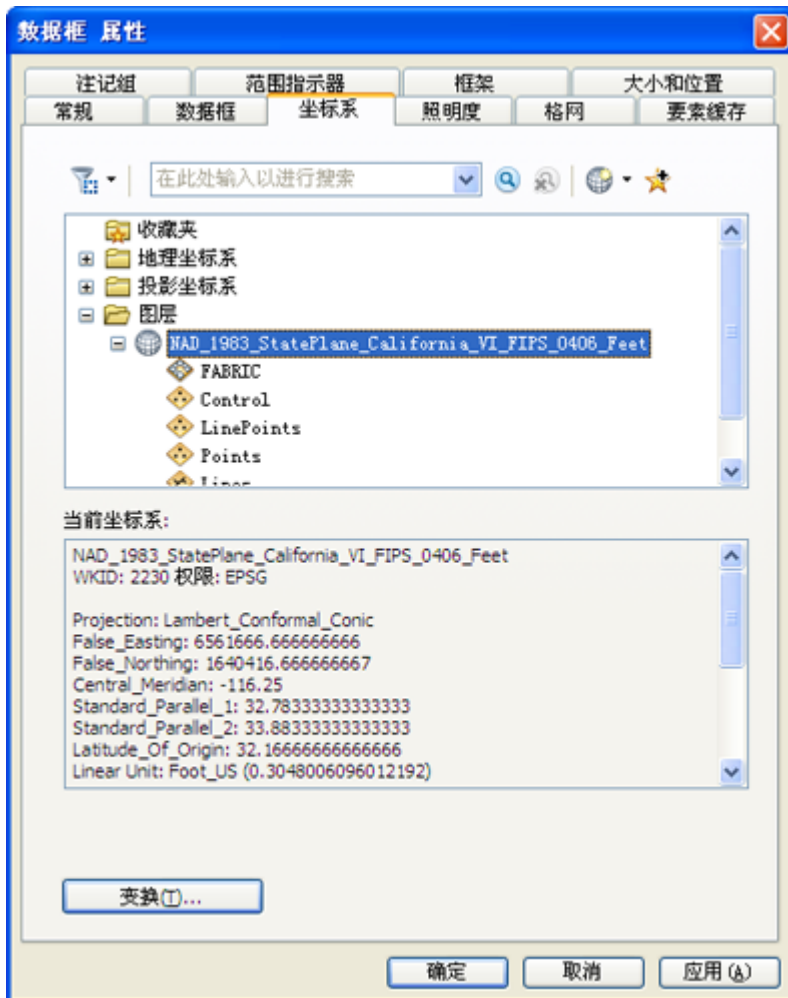 数据框 属性
注记组 范围指示器 框架 大小和位置
常规 数据框 坐标系 照明度 格网 要素缓存
在此处输入以进行搜索
收藏夹
地理坐标系
投影坐标系
图层
NAD_1983_StatePlane_California_VI_FIPS_0406_Feet
FABRIC
Control
LinePoints
Points
Lines
当前坐标系:
NAD_1983_StatePlane_California_VI_FIPS_0406_Feet
WKID: 2230 权限: EPSG
Projection: Lambert_Conformal_Conic
False_Easting: 6561666.666666666
False_Northing: 1640416.666666667
Central_Meridian: -116.25
Standard_Parallel_1: 32.78333333333333
Standard_Parallel_2: 33.88333333333333
Latitude_Of_Origin: 32.16666666666666
Linear Unit: Foot_US (0.3048006096012192)
变换(T)...
确定 取消 应用(A)